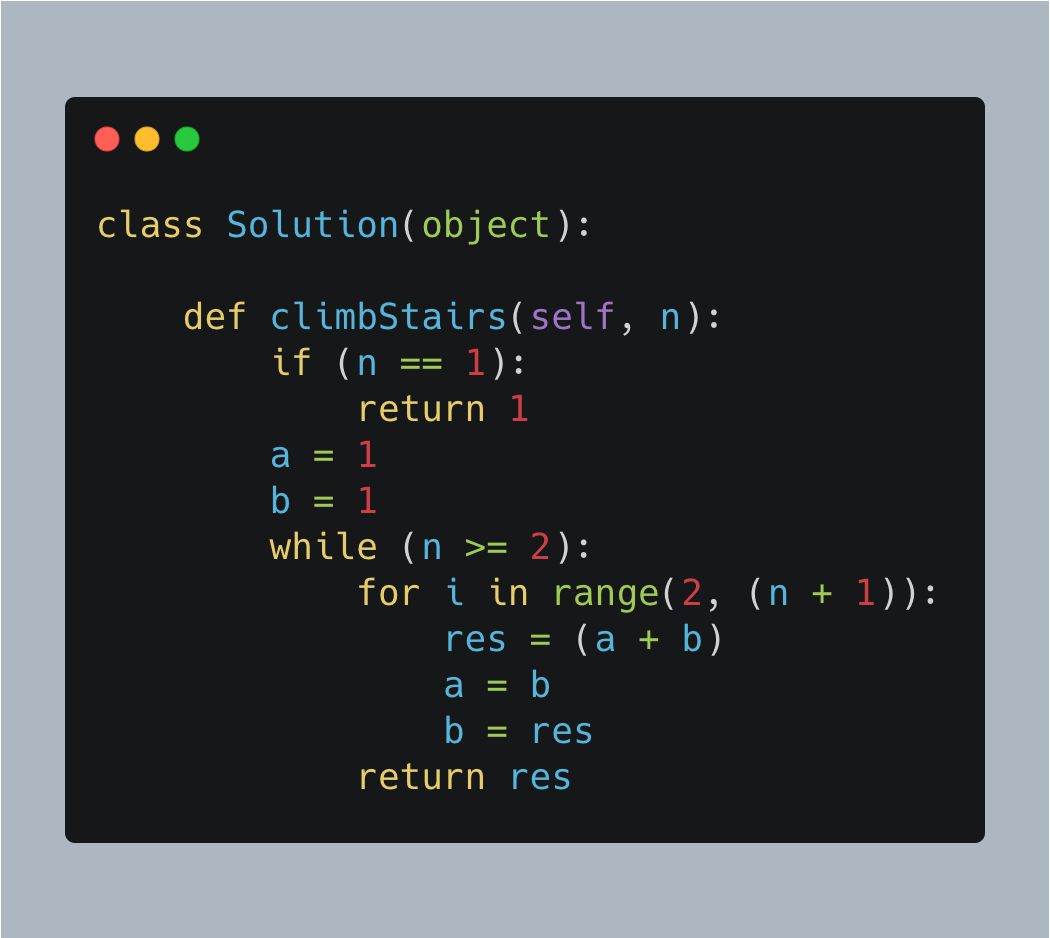 class Solution(object):
    def climbStairs(self, n):
        if (n == 1):
            return 1
        a = 1
        b = 1
        while (n >= 2):
            for i in range(2, (n + 1)):
                res = (a + b)
                a = b
                b = res
            return res